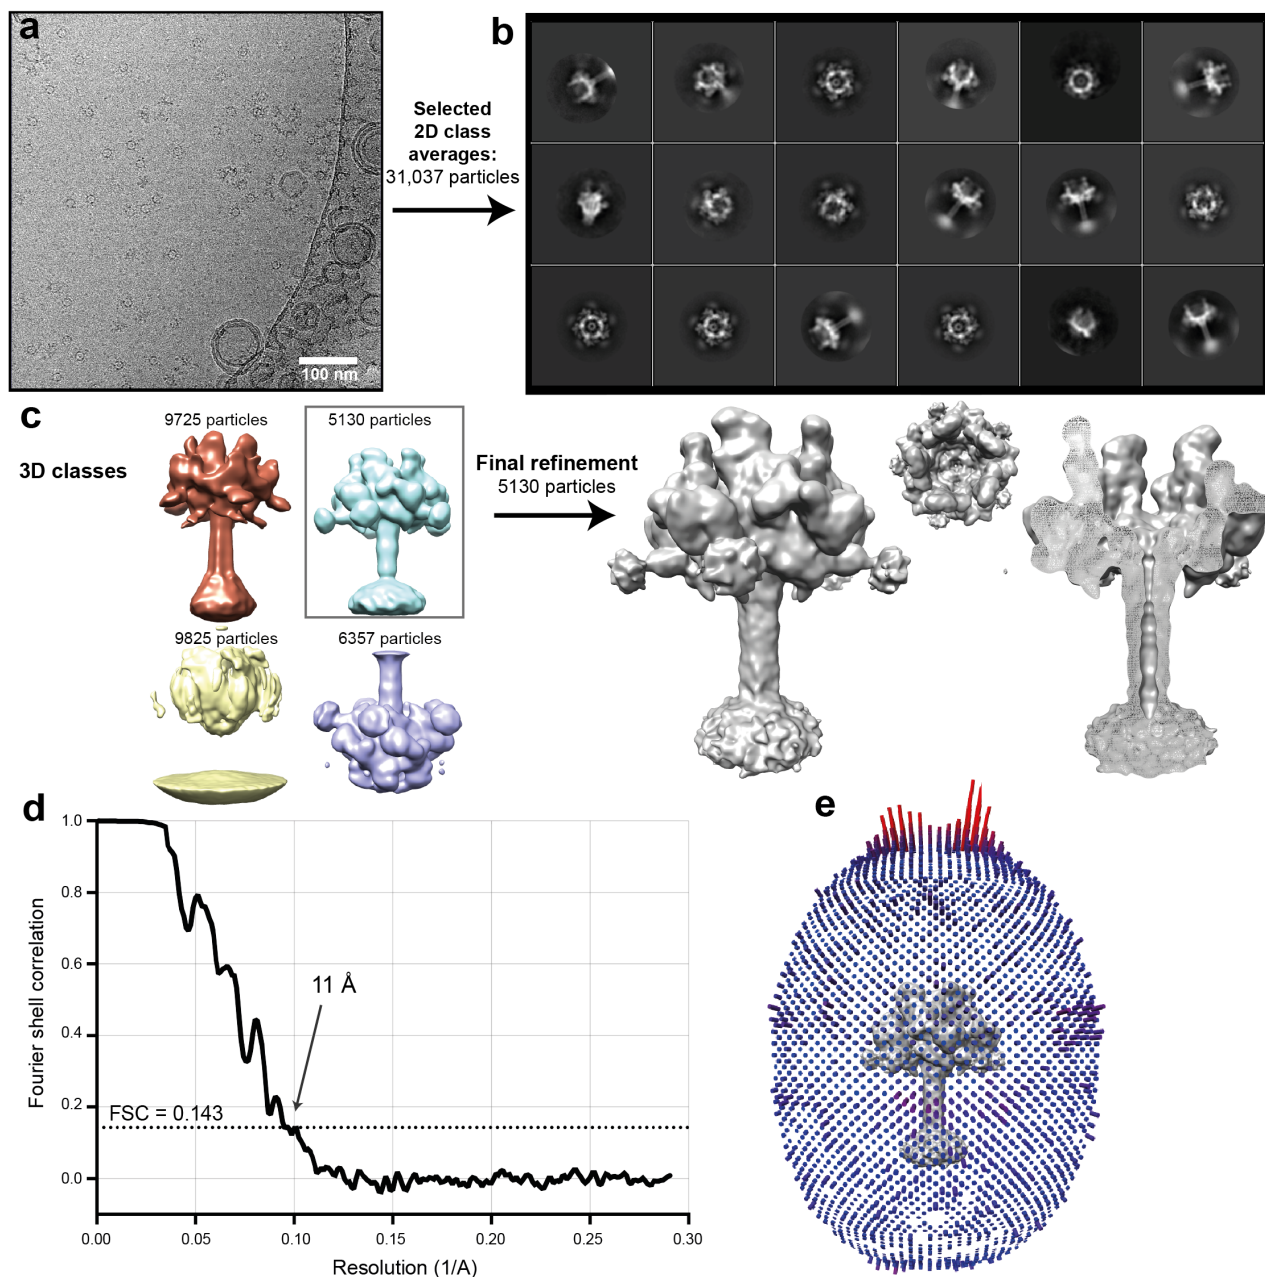 a
100 nm
Selected
2D class
averages:
31,037 particles
b
c
3D classes
9725 particles
5130 particles
9825 particles
6357 particles
Final refinement
5130 particles
d
Fourier shell correlation
1.0
0.8
0.6
0.4
0.2
0.0
11 Å
FSC = 0.143
0.00
0.05
0.10
0.15
0.20
0.25
0.30
Resolution (1/A)
e